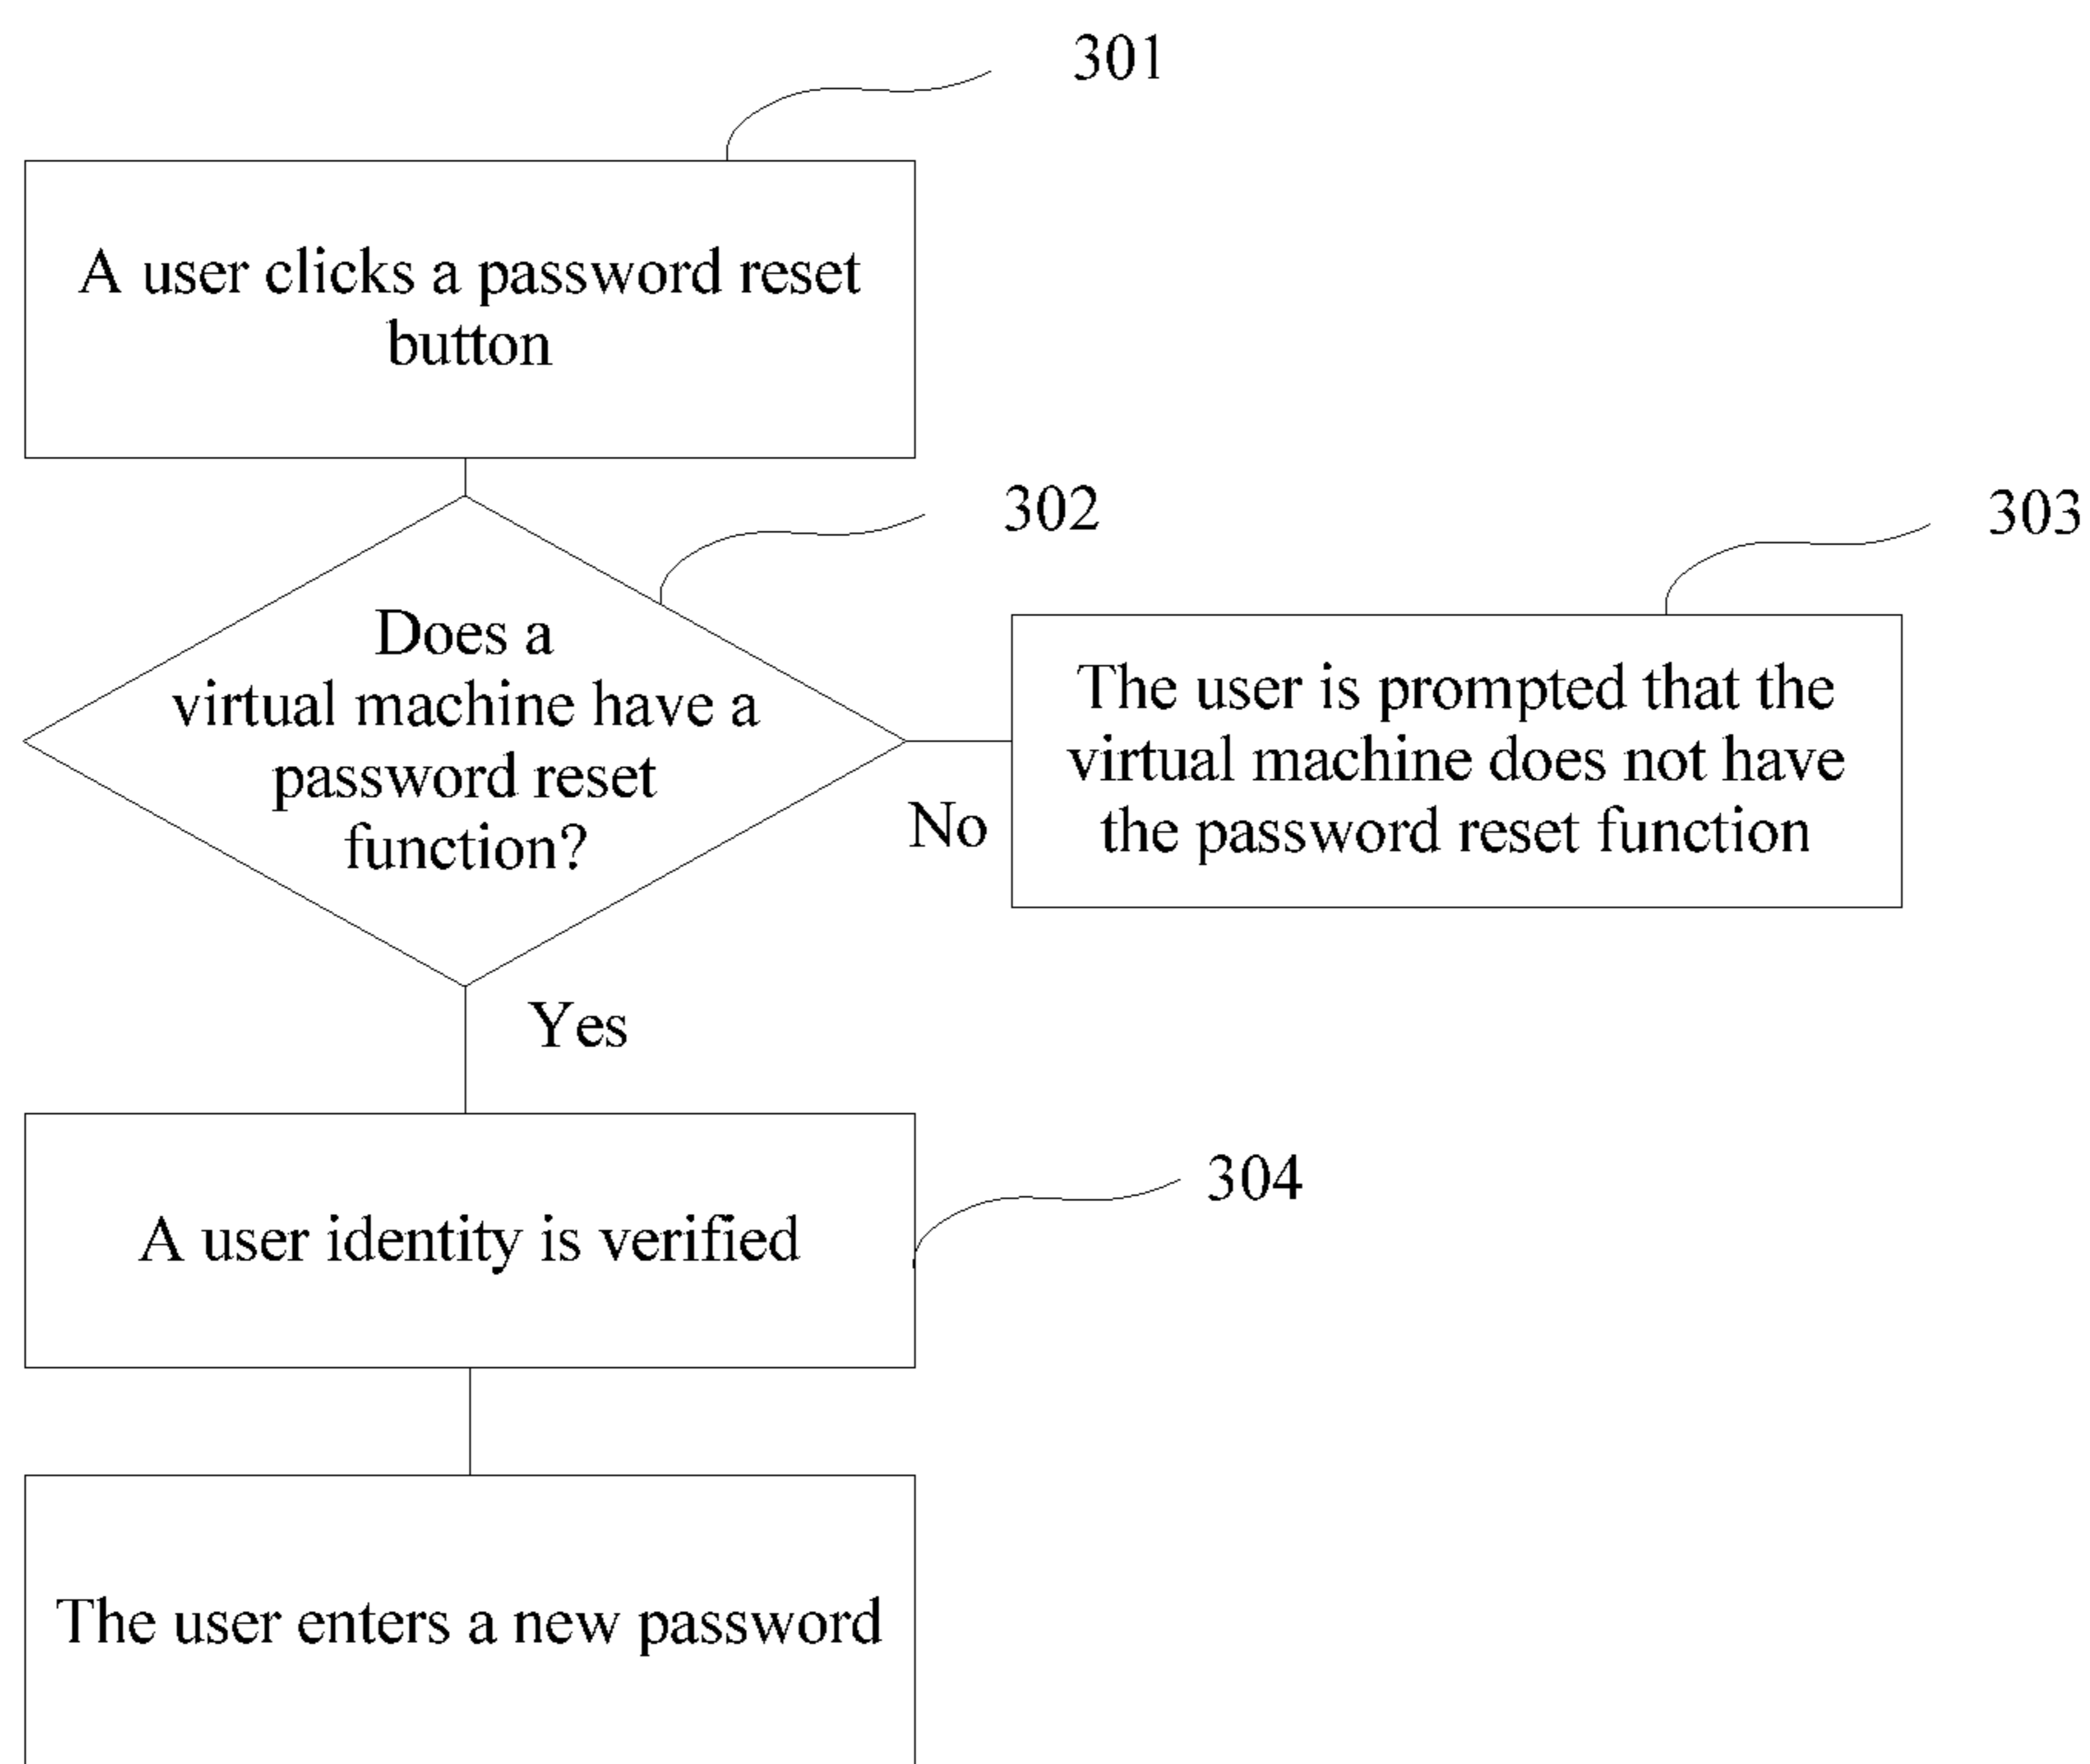 301
A user clicks a password reset
button
302
303
Does a
virtual machine have a
password reset
function?
The user is prompted that the
virtual machine does not have
the password reset function
No
Yes
304
A user identity is verified
The user enters a new password